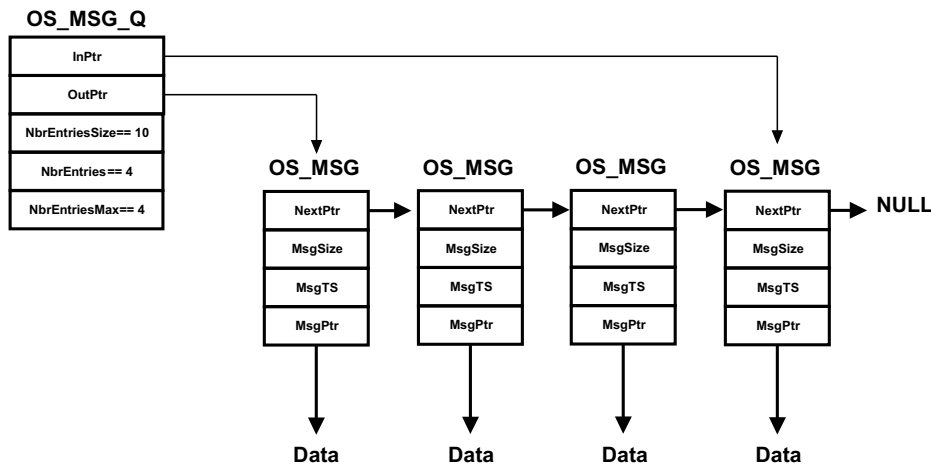 OS_MSG_Q
InPtr
OutPtr
NbrEntriesSize== 10
NbrEntries== 4
NbrEntriesMax== 4
OS_MSG OS_MSG OS_MSG OS_MSG
NextPtr NextPtr NextPtr NextPtr NULL
MsgSize MsgSize MsgSize MsgSize
MsgTS MsgTS MsgTS MsgTS
MsgPtr MsgPtr MsgPtr MsgPtr
Data Data Data Data